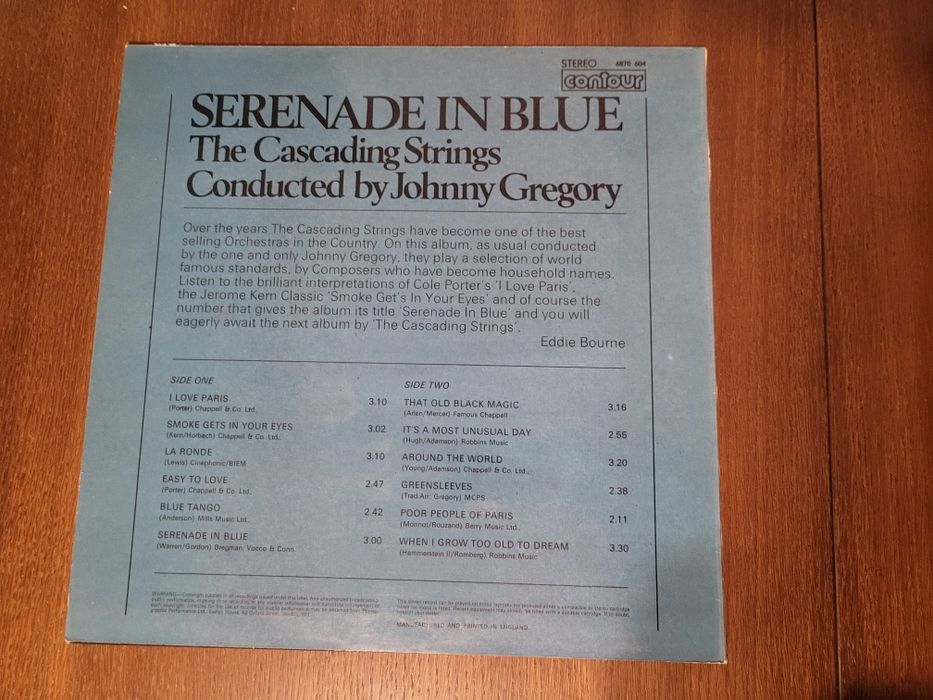 STEREO 6870 604
contour
SERENADE IN BLUE
The Cascading Strings
Conducted by Johnny Gregory
Over the years The Cascading Strings have become one of the best
selling Orchestras in the Country. On this album, as usual conducted
by the one and only Johnny Gregory, they play a selection of world
famous standards, by Composers who have become household names.
Listen to the brilliant interpretations of Cole Porter's 'I Love Paris',
the Jerome Kern Classic 'Smoke Get's In Your Eyes' and of course the
number that gives the album its title 'Serenade In Blue' and you will
eagerly await the next album by 'The Cascading Strings'.
Eddie Bourne
SIDE ONE
I LOVE PARIS 3.10
(Porter) Chappell & Co. Ltd.
SMOKE GETS IN YOUR EYES 3.02
(Kern/Horbach) Chappell & Co. Ltd.
LA RONDE 3.10
(Lewis) Cinephonic/BIEM
EASY TO LOVE 2.47
(Porter) Chappell & Co. Ltd.
BLUE TANGO 2.42
(Anderson) Mills Music Ltd.
SERENADE IN BLUE 3.00
(Warren/Gordon) Bregman, Vocco & Conn.
SIDE TWO
THAT OLD BLACK MAGIC 3.16
(Arlen/Mercer) Famous Chappell
IT'S A MOST UNUSUAL DAY 2.55
(Hugh/Adamson) Robbins Music
AROUND THE WORLD 3.20
(Young/Adamson) Chappell & Co. Ltd.
GREENSLEEVES 2.38
(Trad.Arr: Gregory) MCPS
POOR PEOPLE OF PARIS 2.11
(Monnot/Rouzand) Berry Music Ltd.
WHEN I GROW TOO OLD TO DREAM 3.30
(Hammerstein II/Romberg) Robbins Music
MANUFACTURED AND PRINTED IN ENGLAND